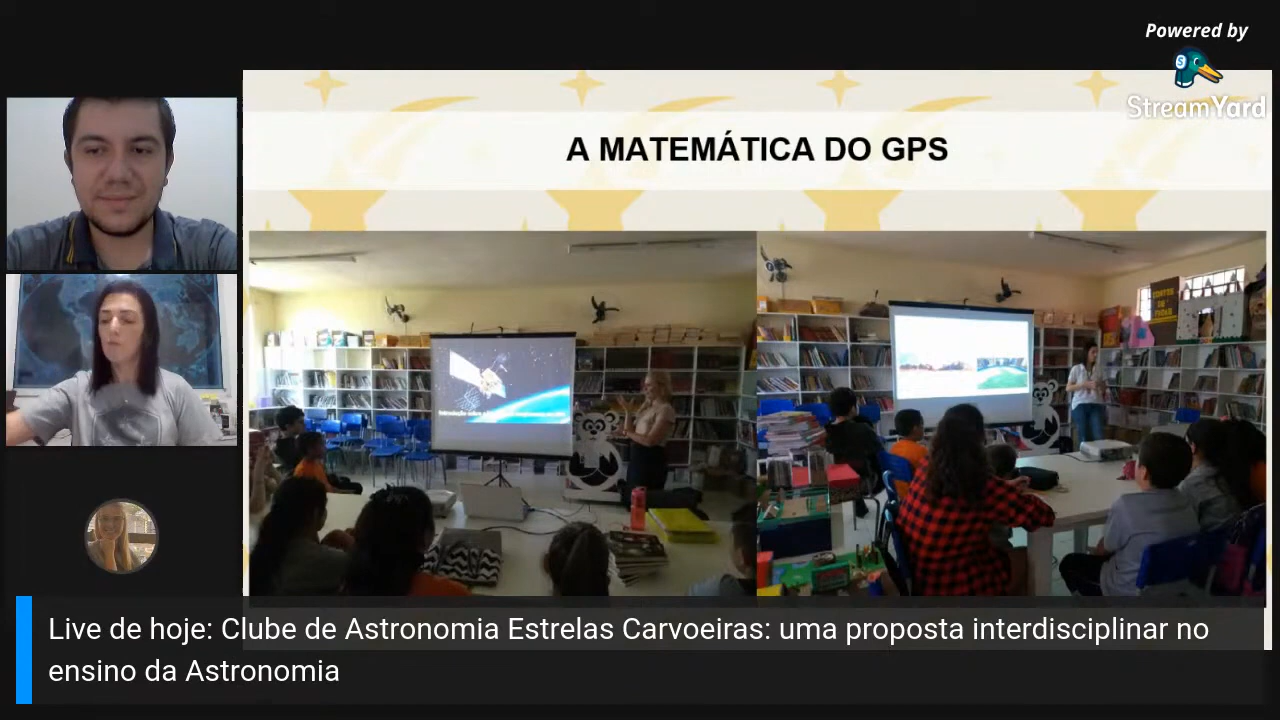 Powered by
StreamYard
A MATEMÁTICA DO GPS
Live de hoje: Clube de Astronomia Estrelas Carvoeiras: uma proposta interdisciplinar no
ensino da Astronomia